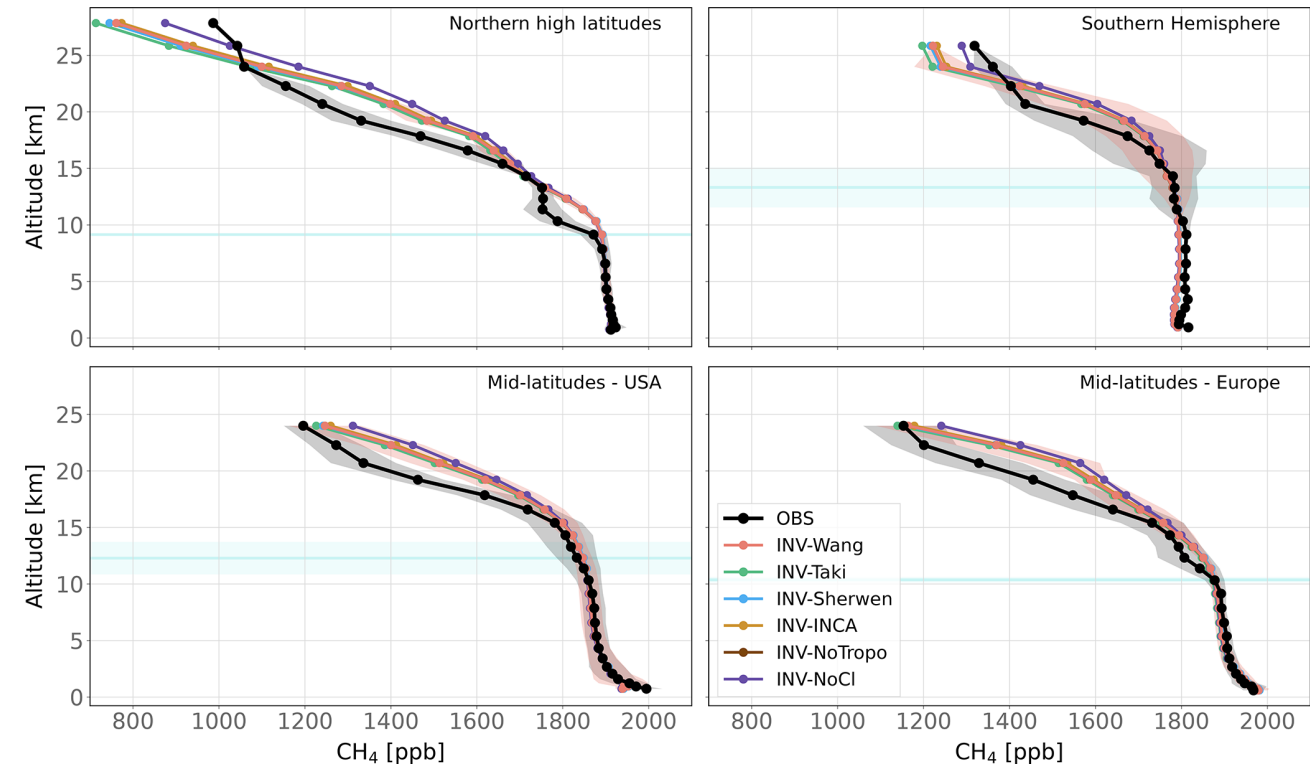 Northern high latitudes
Southern Hemisphere
Altitude [km]
25
20
15
10
5
0
Mid-latitudes - USA
Mid-latitudes - Europe
Altitude [km]
25
20
15
10
5
0
OBS
INV-Wang
INV-Taki
INV-Sherwen
INV-INCA
INV-NoTropo
INV-NoCl
800 1000 1200 1400 1600 1800 2000
800 1000 1200 1400 1600 1800 2000
CH₄ [ppb]
CH₄ [ppb]